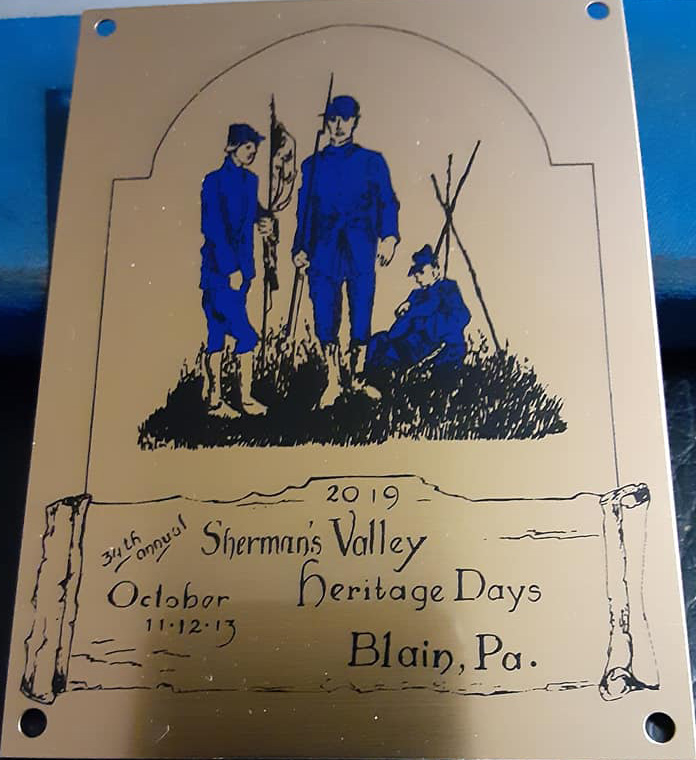 2019
34th annual
Sherman's Valley
October
Heritage Days
11·12·13
Blain, Pa.